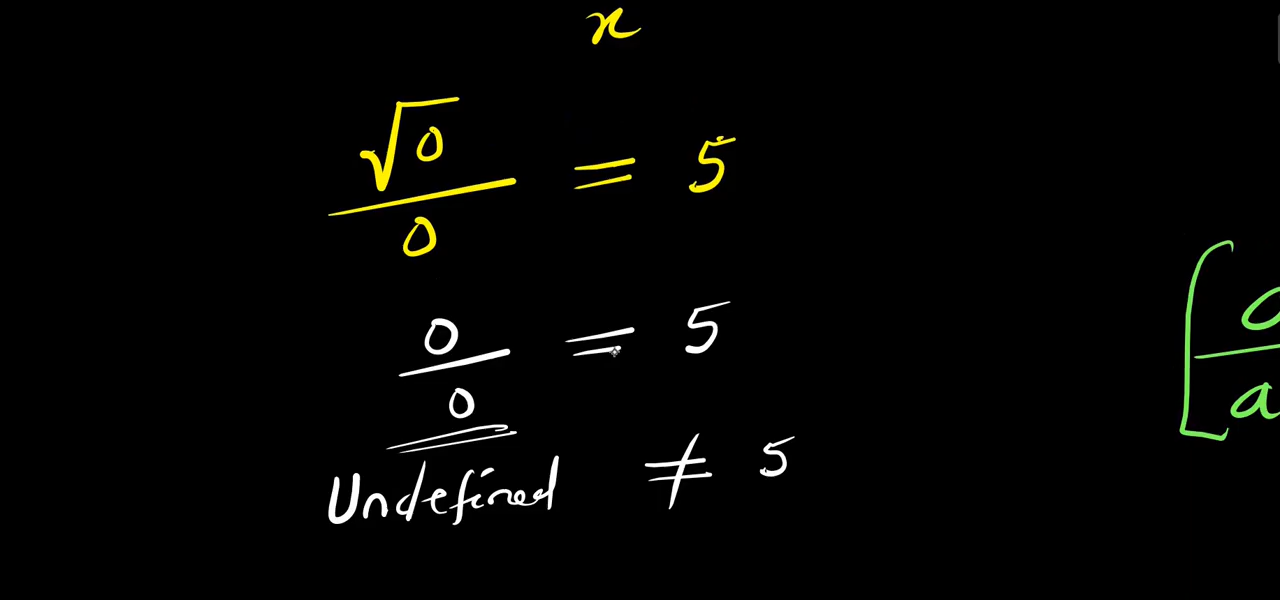 x
√0 / 0 = 5
0 / 0 = 5
Undefined ≠ 5
a